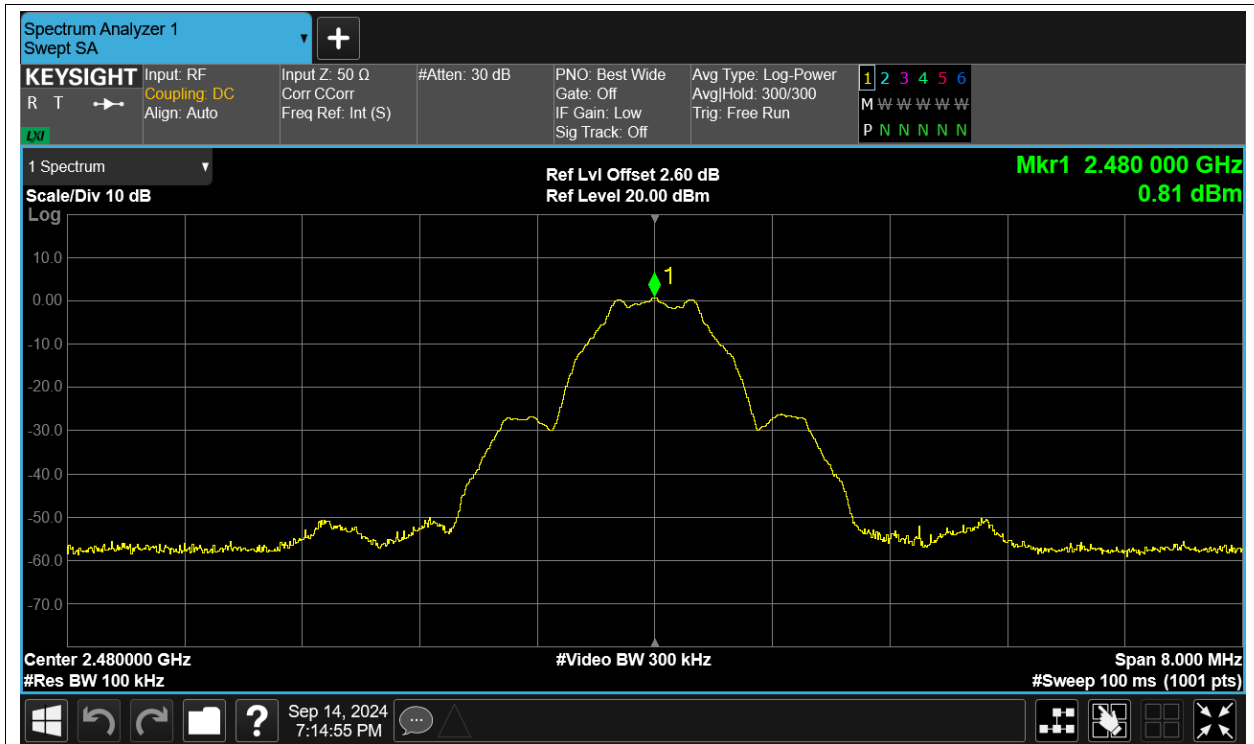 Spectrum Analyzer 1
Swept SA
+
KEYSIGHT
R T
LXI
Input: RF
Coupling: DC
Align: Auto
Input Z: 50 Ω
Corr CCorr
Freq Ref: Int (S)
#Atten: 30 dB
PNO: Best Wide
Gate: Off
IF Gain: Low
Sig Track: Off
Avg Type: Log-Power
Avg|Hold: 300/300
Trig: Free Run
1 2 3 4 5 6
M W W W W W
P N N N N N
1 Spectrum
Scale/Div 10 dB
Ref Lvl Offset 2.60 dB
Ref Level 20.00 dBm
Mkr1 2.480 000 GHz
0.81 dBm
Log
10.0
0.00
-10.0
-20.0
-30.0
-40.0
-50.0
-60.0
-70.0
1
Center 2.480000 GHz
#Video BW 300 kHz
Span 8.000 MHz
#Res BW 100 kHz
#Sweep 100 ms (1001 pts)
?
Sep 14, 2024
7:14:55 PM